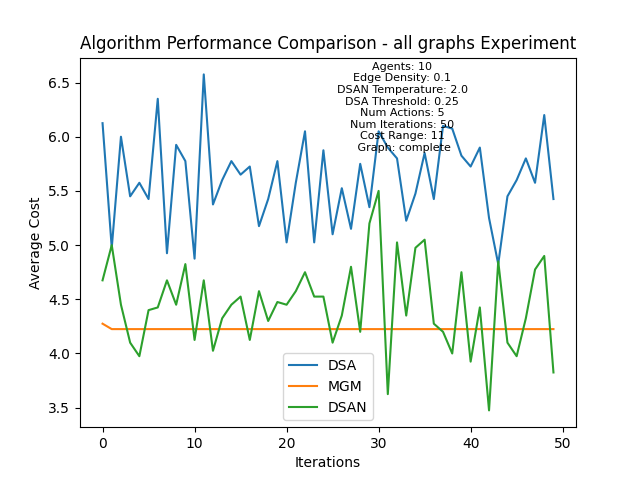 Algorithm Performance Comparison - all graphs Experiment
Agents: 10
Edge Density: 0.1
DSAN Temperature: 2.0
DSA Threshold: 0.25
Num Actions: 5
Num Iterations: 50
Cost Range: 11
Graph: complete
Average Cost
6.5
6.0
5.5
5.0
4.5
4.0
3.5
DSA
MGM
DSAN
0 10 20 30 40 50
Iterations